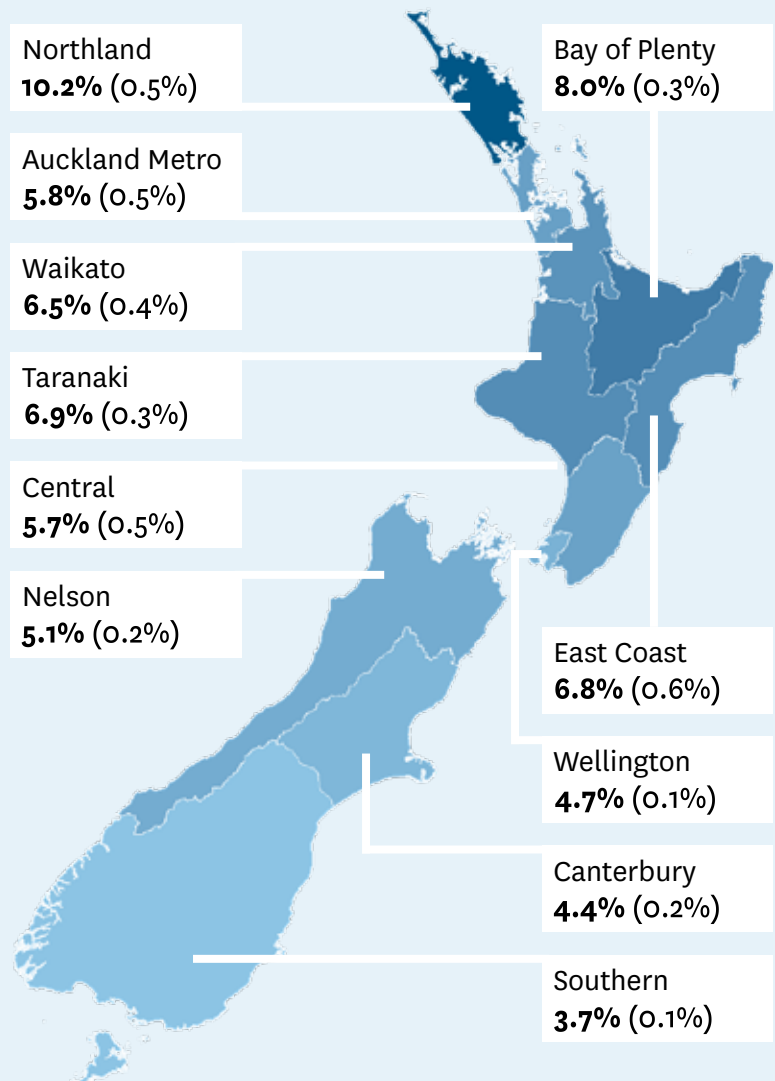 Northland
10.2% (0.5%)
Auckland Metro
5.8% (0.5%)
Waikato
6.5% (0.4%)
Taranaki
6.9% (0.3%)
Central
5.7% (0.5%)
Nelson
5.1% (0.2%)
Bay of Plenty
8.0% (0.3%)
East Coast
6.8% (0.6%)
Wellington
4.7% (0.1%)
Canterbury
4.4% (0.2%)
Southern
3.7% (0.1%)